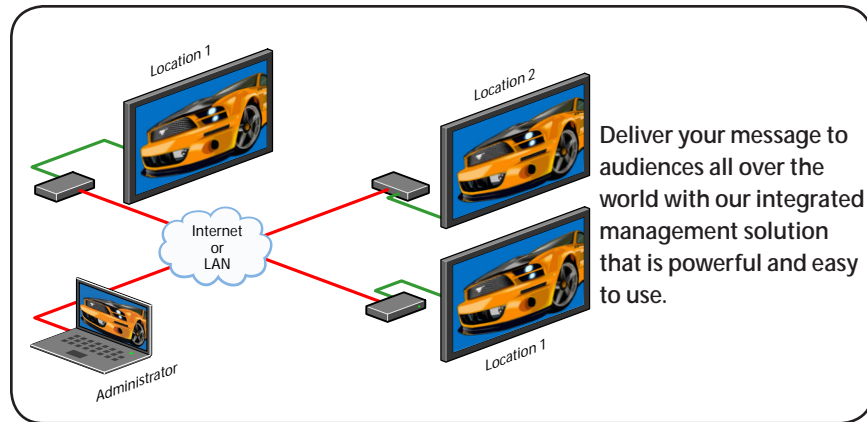 Location 1
Location 2
Deliver your message to
audiences all over the
world with our integrated
management solution
that is powerful and easy
to use.
Internet
or
LAN
Administrator
Location 1